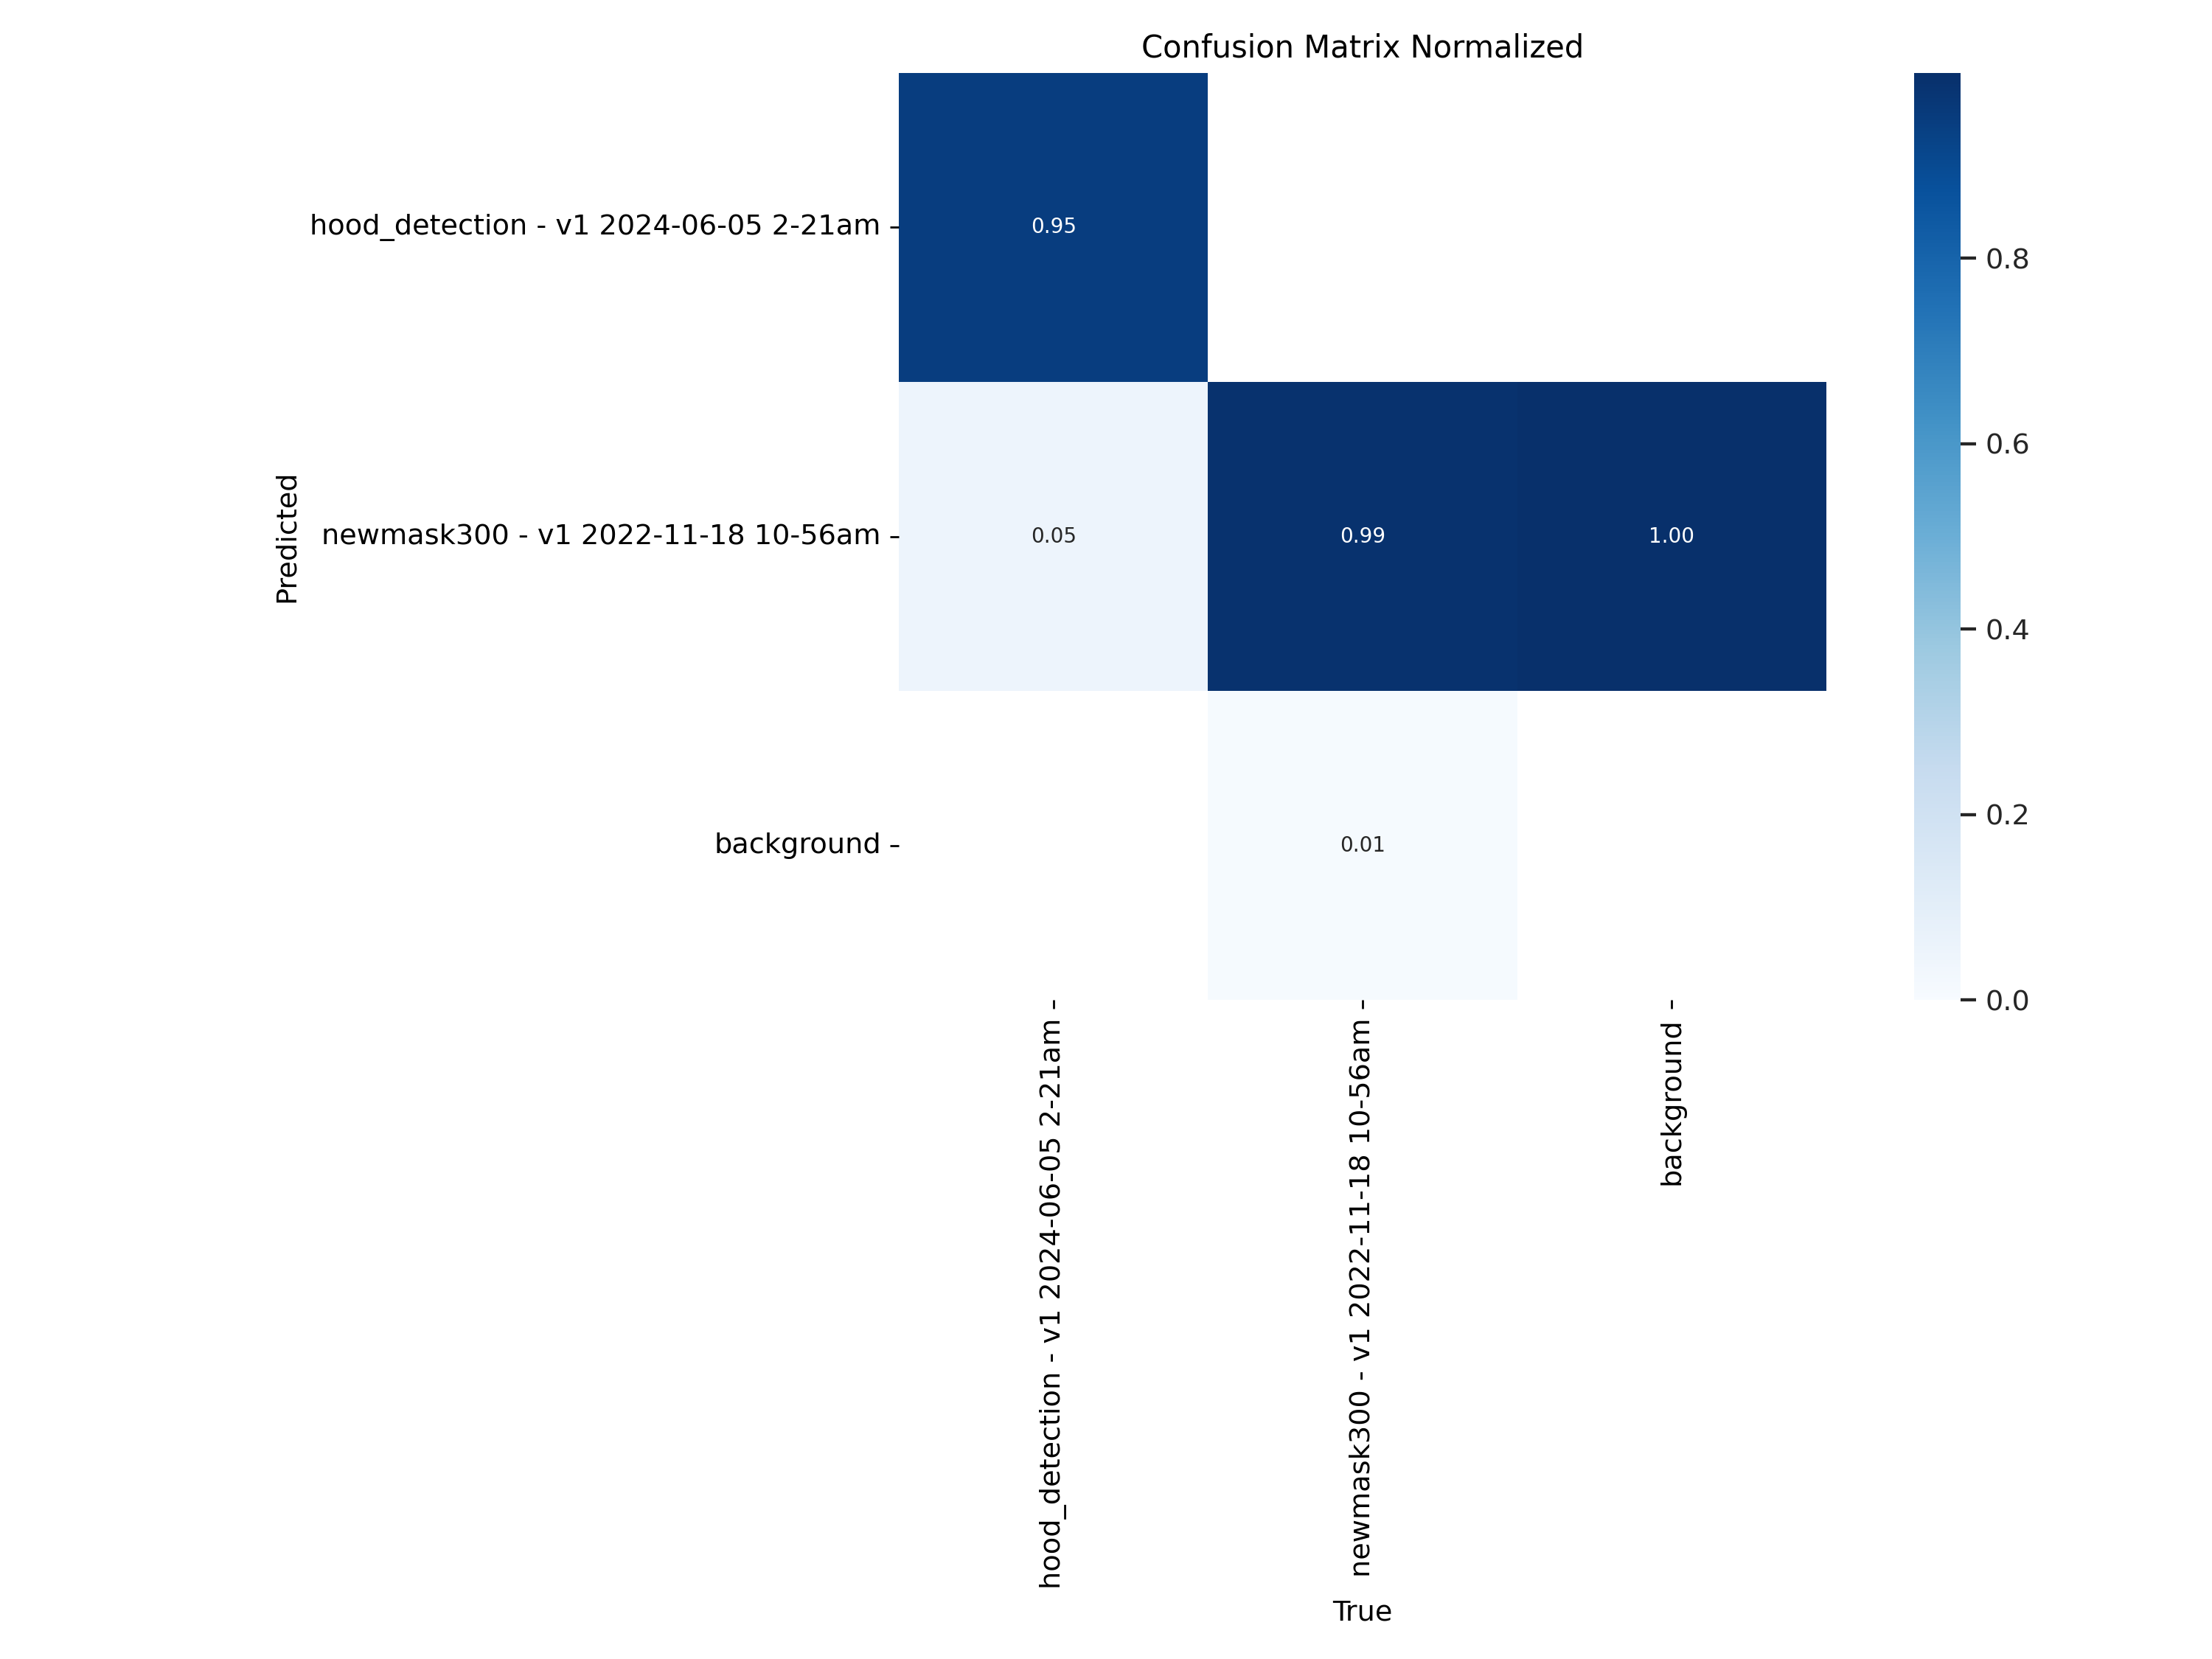 Confusion Matrix Normalized
hood_detection - v1 2024-06-05 2-21am
0.95
newmask300 - v1 2022-11-18 10-56am
0.05
0.99
1.00
background
0.01
Predicted
hood_detection - v1 2024-06-05 2-21am
newmask300 - v1 2022-11-18 10-56am
background
True
0.8
0.6
0.4
0.2
0.0